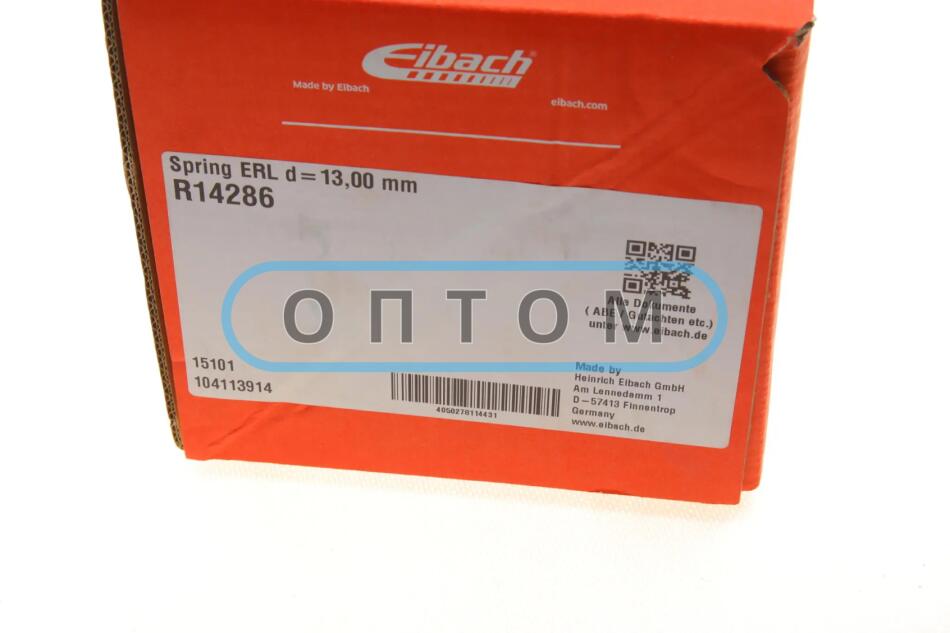 Eibach
Made by Eibach
eibach.com
Spring ERL d=13,00 mm
R14286
Alle Dokumente
( ABE, Gutachten etc.)
unter www.eibach.de
ОПТОМ
15101
104113914
4050278114431
Made by
Heinrich Eibach GmbH
Am Lennedamm 1
D-57413 Finnentrop
Germany
www.eibach.de